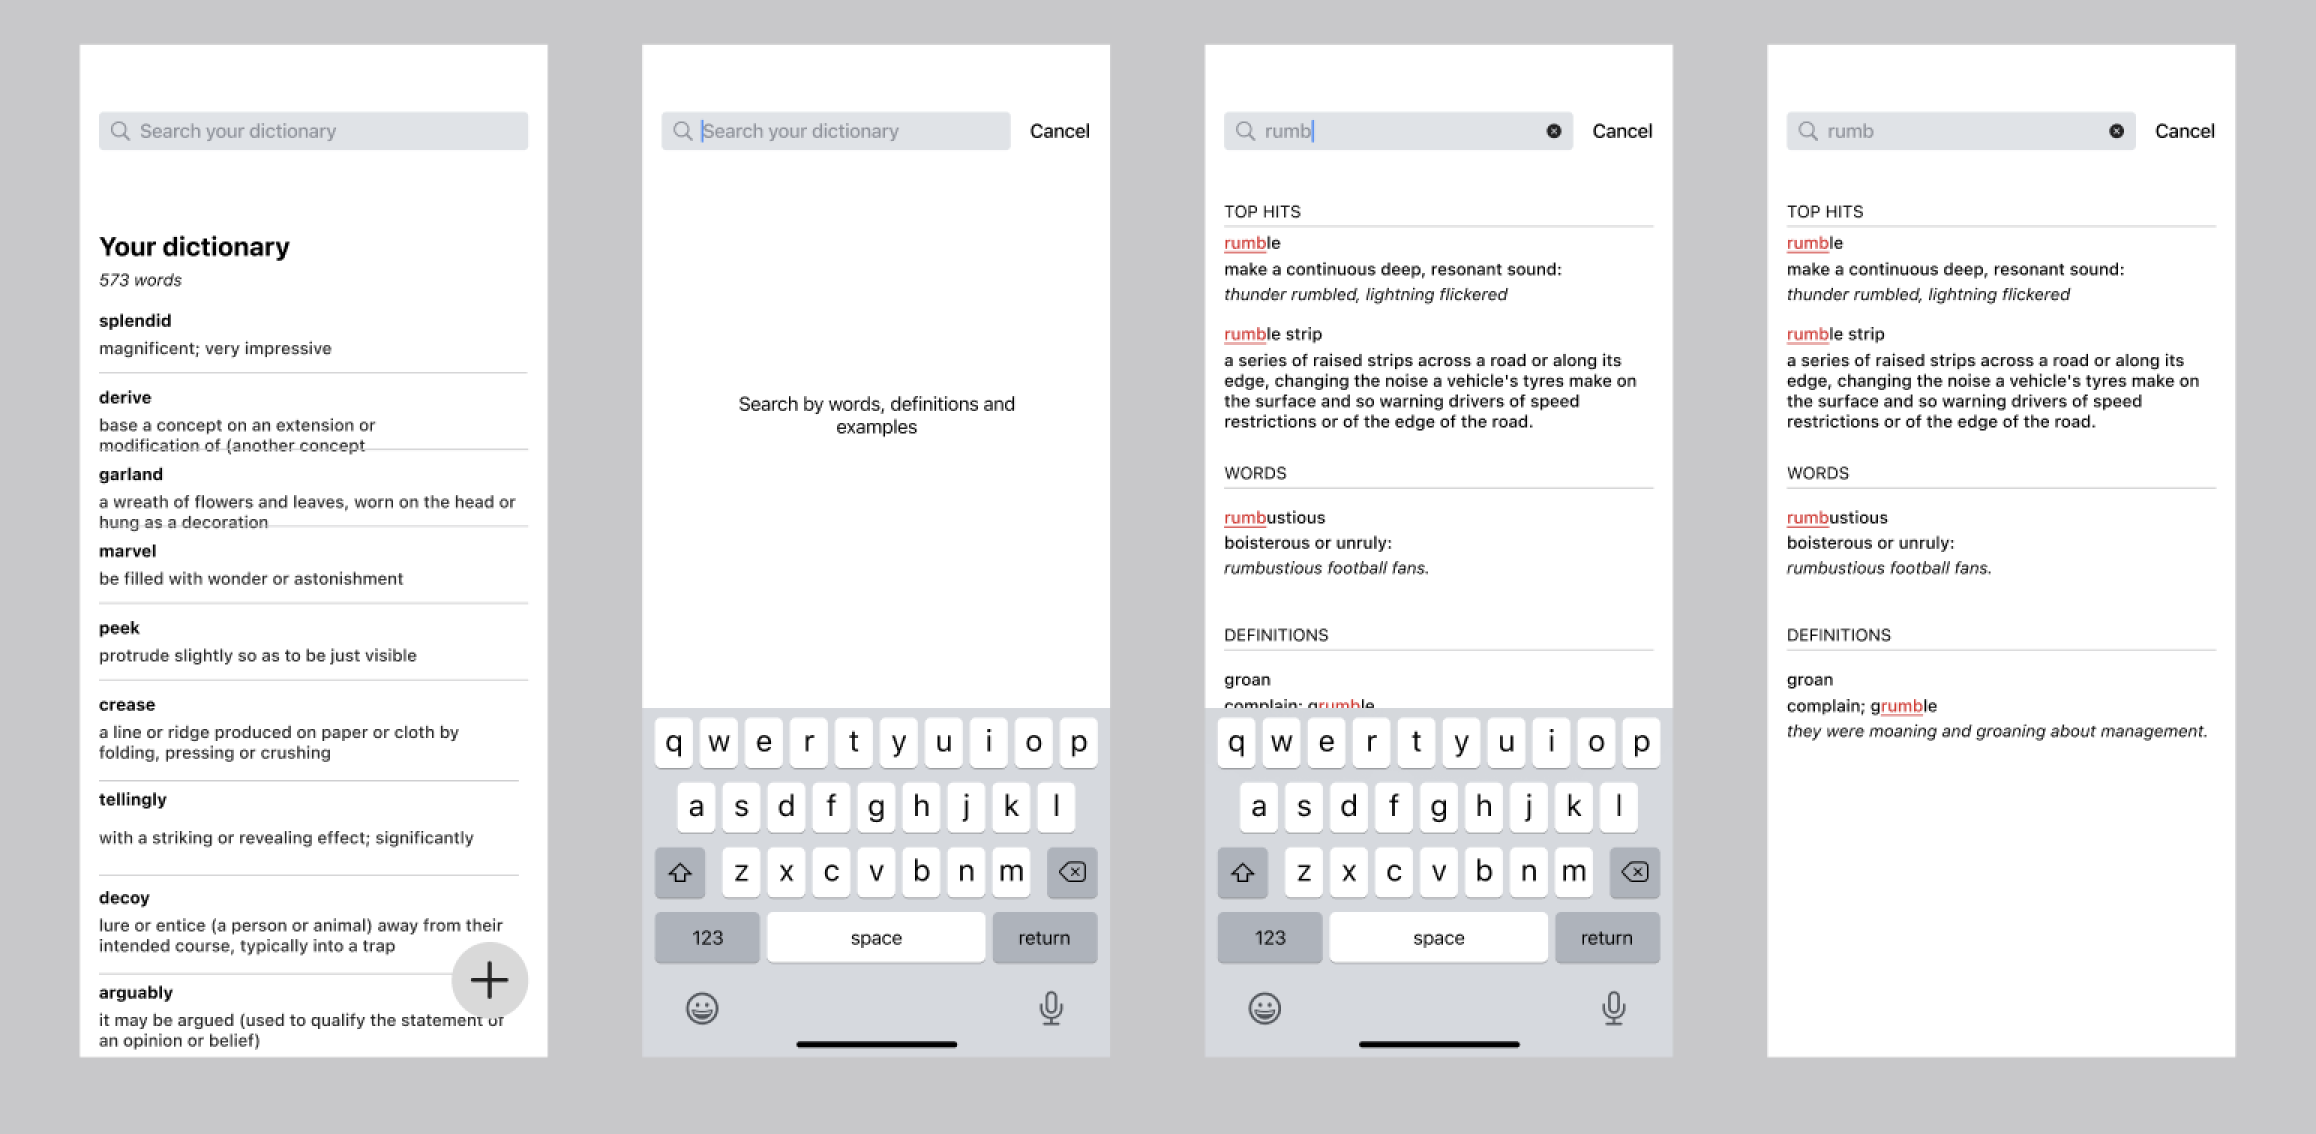 Search your dictionary
Your dictionary
573 words
splendid
magnificent; very impressive
derive
base a concept on an extension or
modification of (another concept
garland
a wreath of flowers and leaves, worn on the head or
hung as a decoration
marvel
be filled with wonder or astonishment
peek
protrude slightly so as to be just visible
crease
a line or ridge produced on paper or cloth by
folding, pressing or crushing
tellingly
with a striking or revealing effect; significantly
decoy
lure or entice (a person or animal) away from their
intended course, typically into a trap
arguably
it may be argued (used to qualify the statement of
an opinion or belief)
Search your dictionary Cancel
Search by words, definitions and
examples
q w e r t y u i o p
a s d f g h j k l
z x c v b n m
123 space return
rumb Cancel
TOP HITS
rumble
make a continuous deep, resonant sound:
thunder rumbled, lightning flickered
rumble strip
a series of raised strips across a road or along its
edge, changing the noise a vehicle's tyres make on
the surface and so warning drivers of speed
restrictions or of the edge of the road.
WORDS
rumbustious
boisterous or unruly:
rumbustious football fans.
DEFINITIONS
groan
complain; grumble
q w e r t y u i o p
a s d f g h j k l
z x c v b n m
123 space return
rumb Cancel
TOP HITS
rumble
make a continuous deep, resonant sound:
thunder rumbled, lightning flickered
rumble strip
a series of raised strips across a road or along its
edge, changing the noise a vehicle's tyres make on
the surface and so warning drivers of speed
restrictions or of the edge of the road.
WORDS
rumbustious
boisterous or unruly:
rumbustious football fans.
DEFINITIONS
groan
complain; grumble
they were moaning and groaning about management.